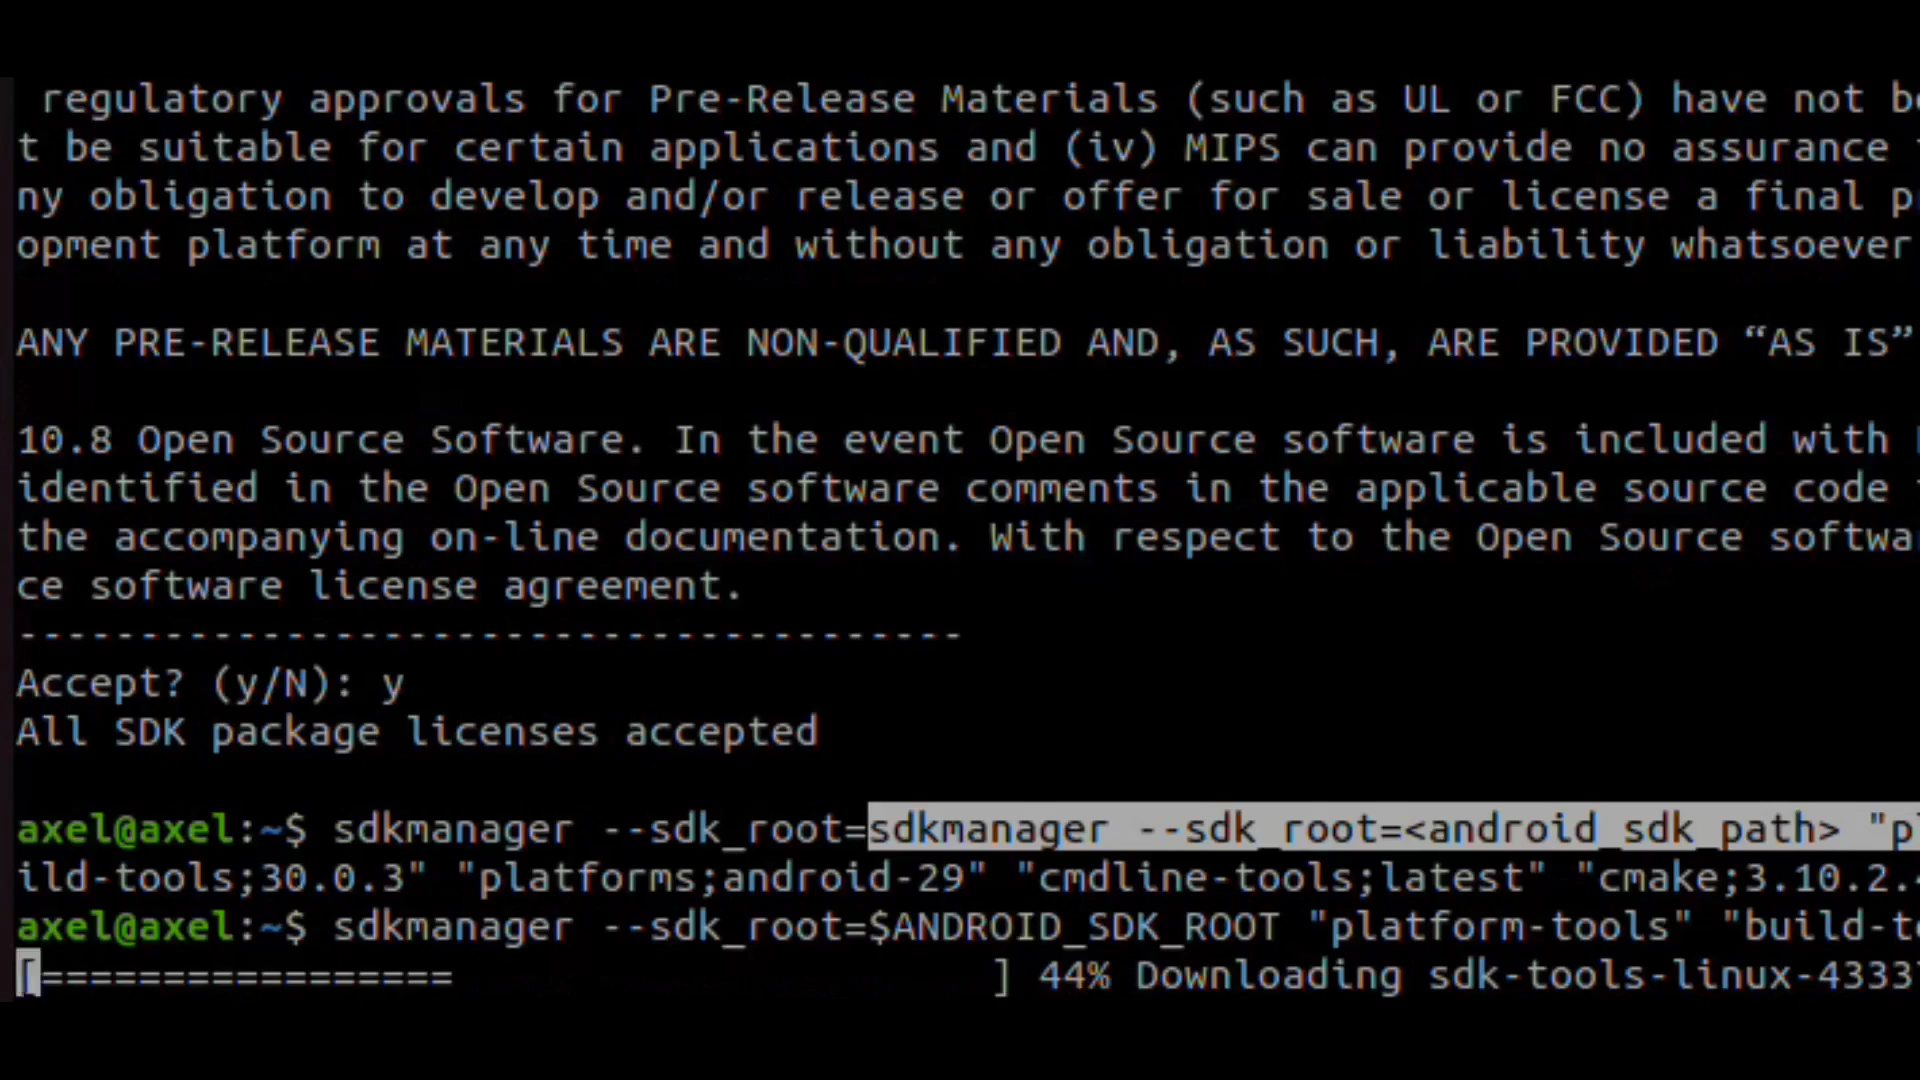 regulatory approvals for Pre-Release Materials (such as UL or FCC) have not
t be suitable for certain applications and (iv) MIPS can provide no assurance
ny obligation to develop and/or release or offer for sale or license a final
opment platform at any time and without any obligation or liability whatsoever
ANY PRE-RELEASE MATERIALS ARE NON-QUALIFIED AND, AS SUCH, ARE PROVIDED “AS IS”
10.8 Open Source Software. In the event Open Source software is included with
identified in the Open Source software comments in the applicable source code
the accompanying on-line documentation. With respect to the Open Source softwa
ce software license agreement.
---------------------------------------
Accept? (y/N): y
All SDK package licenses accepted
axel@axel:~$ sdkmanager --sdk_root=sdkmanager --sdk_root=<android_sdk_path> "pl
ild-tools;30.0.3" "platforms;android-29" "cmdline-tools;latest" "cmake;3.10.2.
axel@axel:~$ sdkmanager --sdk_root=$ANDROID_SDK_ROOT "platform-tools" "build-to
[=================                       ] 44% Downloading sdk-tools-linux-4333